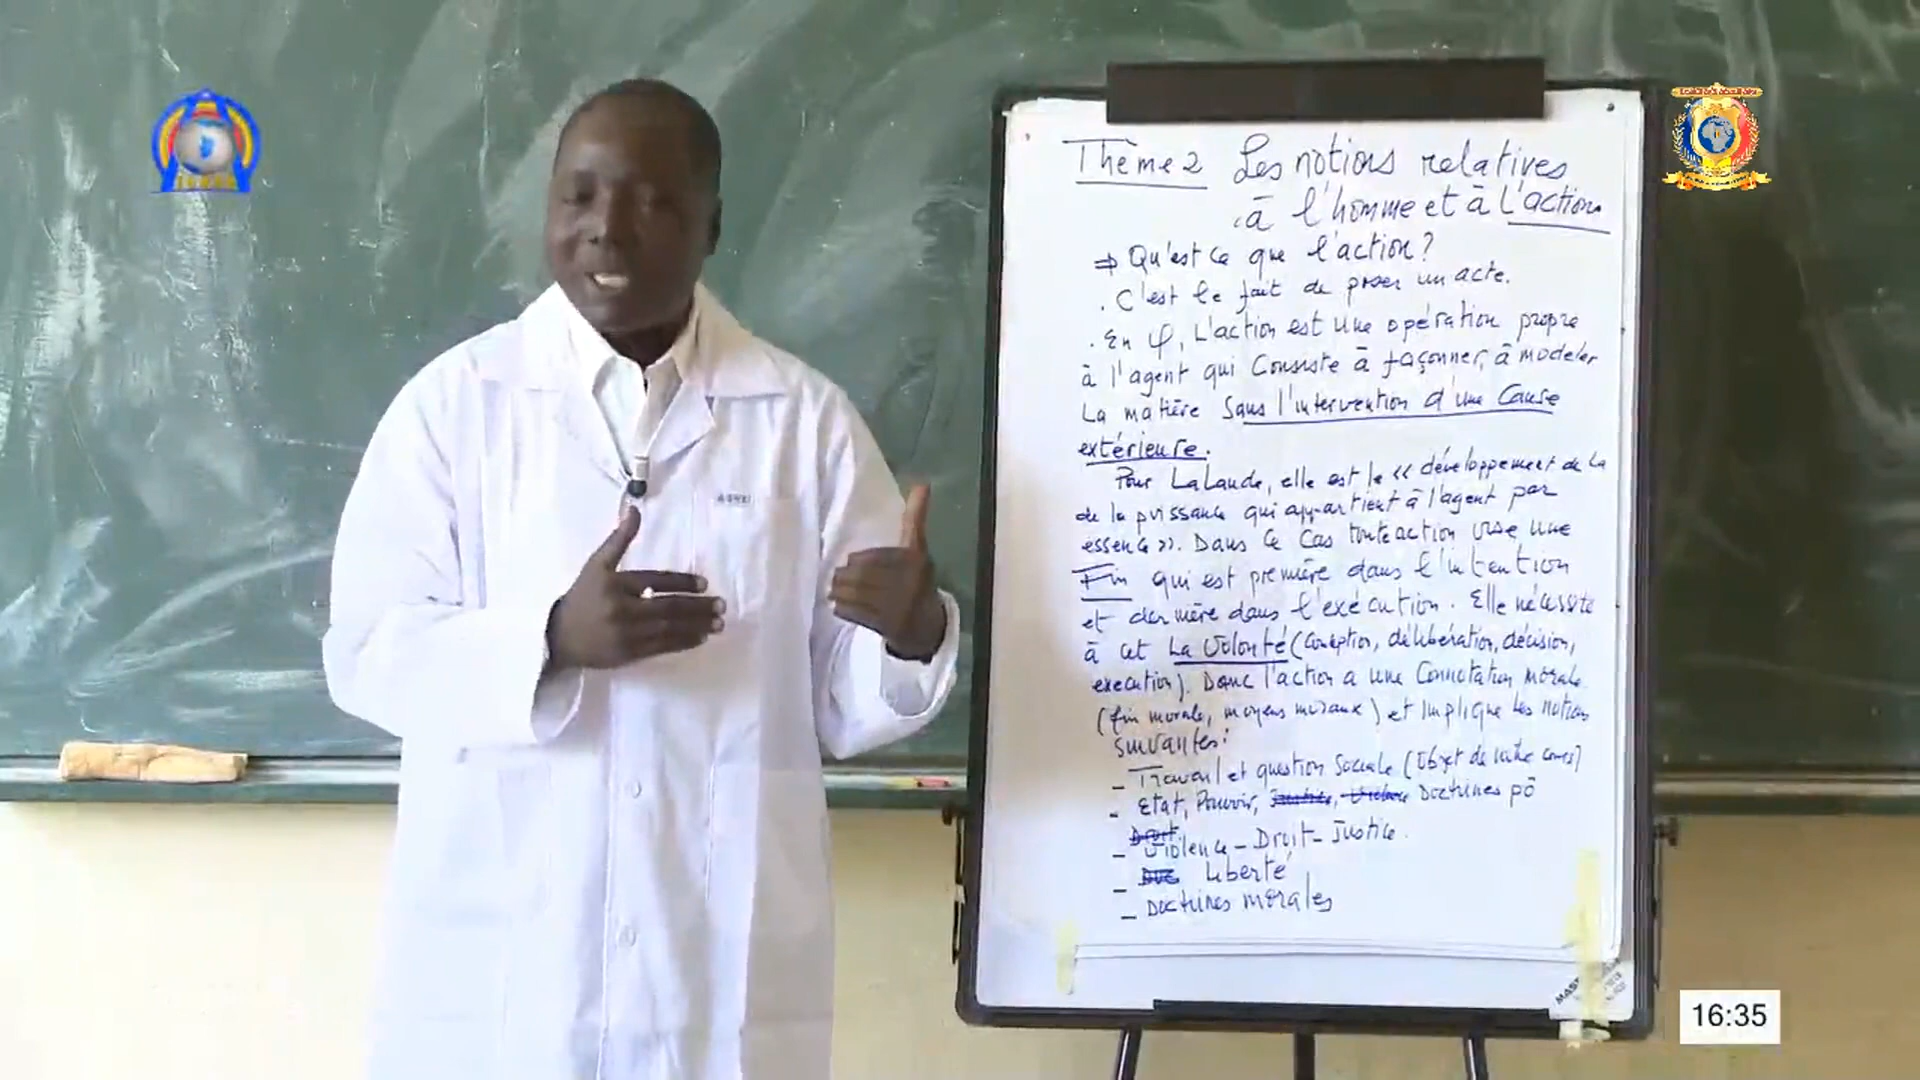 Thème 2 Les notions relatives
à l'homme et à l'action
⇒ Qu'est ce que l'action?
. C'est le fait de poser un acte.
. En φ, L'action est une opération propre
à l'agent qui consiste à façonner, à modeler
La matière sans l'intervention d'une cause
extérieure.
Pour Lalande, elle est le << développement de la
de la puissance qui appartient à l'agent par
essence >>. Dans ce cas toute action vise une
Fin qui est première dans l'intention
et dernière dans l'exécution. Elle nécessite
à cet La Volonté (conception, délibération, décision,
execution). Donc l'action a une connotation morale
(fin morale, moyens moraux) et implique les notions
suivantes:
- Travail et question sociale (Objet de notre cours)
- Etat, Pouvoir, Doctrines pô
- Violence - Droit - Justice.
- Liberté
- Doctrines morales
16:35